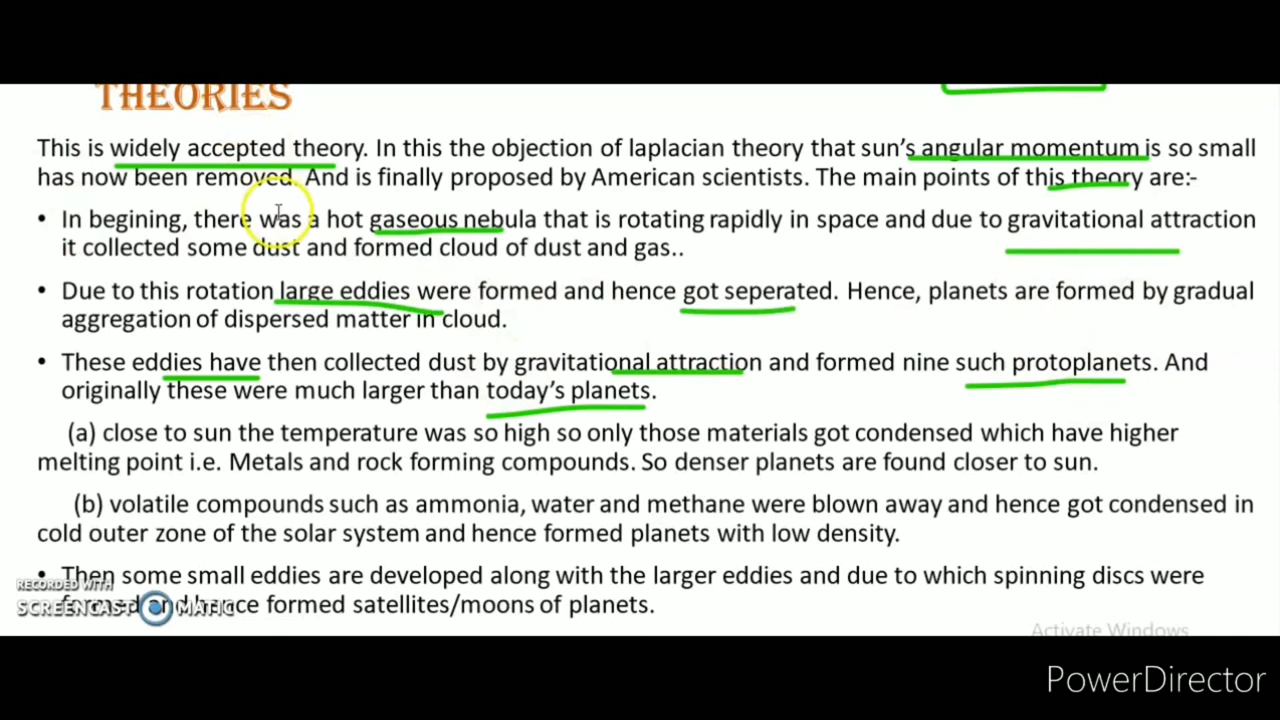 THEORIES
This is widely accepted theory. In this the objection of laplacian theory that sun's angular momentum is so small
has now been removed. And is finally proposed by American scientists. The main points of this theory are:-
• In begining, there was a hot gaseous nebula that is rotating rapidly in space and due to gravitational attraction
it collected some dust and formed cloud of dust and gas..
• Due to this rotation large eddies were formed and hence got seperated. Hence, planets are formed by gradual
aggregation of dispersed matter in cloud.
• These eddies have then collected dust by gravitational attraction and formed nine such protoplanets. And
originally these were much larger than today's planets.
(a) close to sun the temperature was so high so only those materials got condensed which have higher
melting point i.e. Metals and rock forming compounds. So denser planets are found closer to sun.
(b) volatile compounds such as ammonia, water and methane were blown away and hence got condensed in
cold outer zone of the solar system and hence formed planets with low density.
• Then some small eddies are developed along with the larger eddies and due to which spinning discs were
formed and hence formed satellites/moons of planets.
RECORDED WITH
SCREENCAST MATIC
Activate Windows
PowerDirector